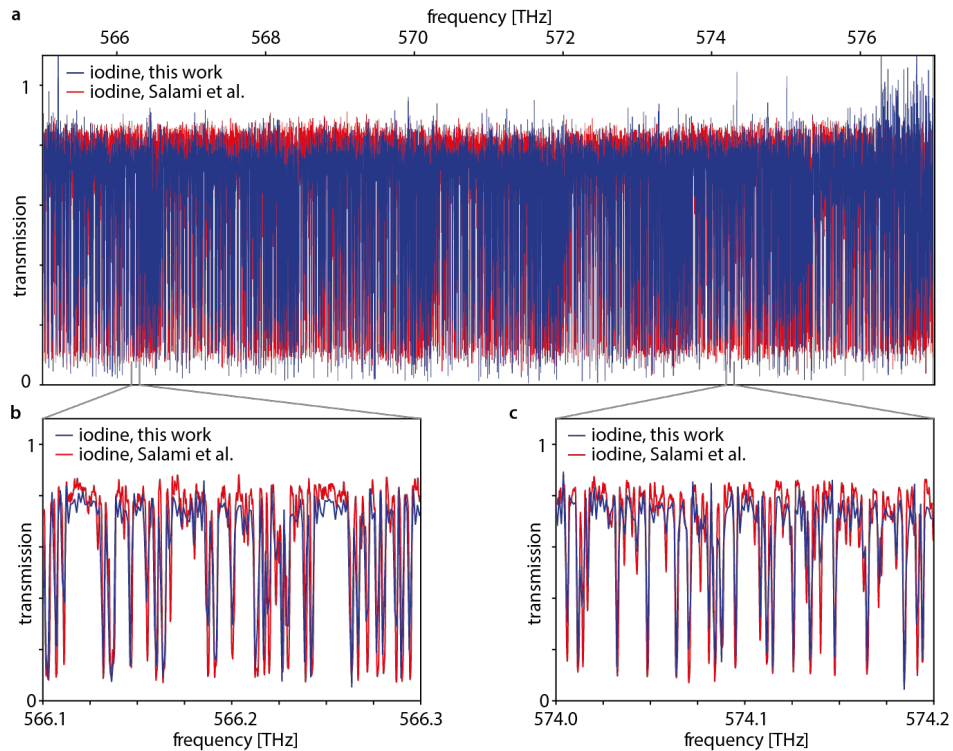 a
frequency [THz]
566 568 570 572 574 576
iodine, this work
iodine, Salami et al.
1
transmission
0
b
iodine, this work
iodine, Salami et al.
1
transmission
0
566.1 566.2 566.3
frequency [THz]
c
iodine, this work
iodine, Salami et al.
1
transmission
0
574.0 574.1 574.2
frequency [THz]